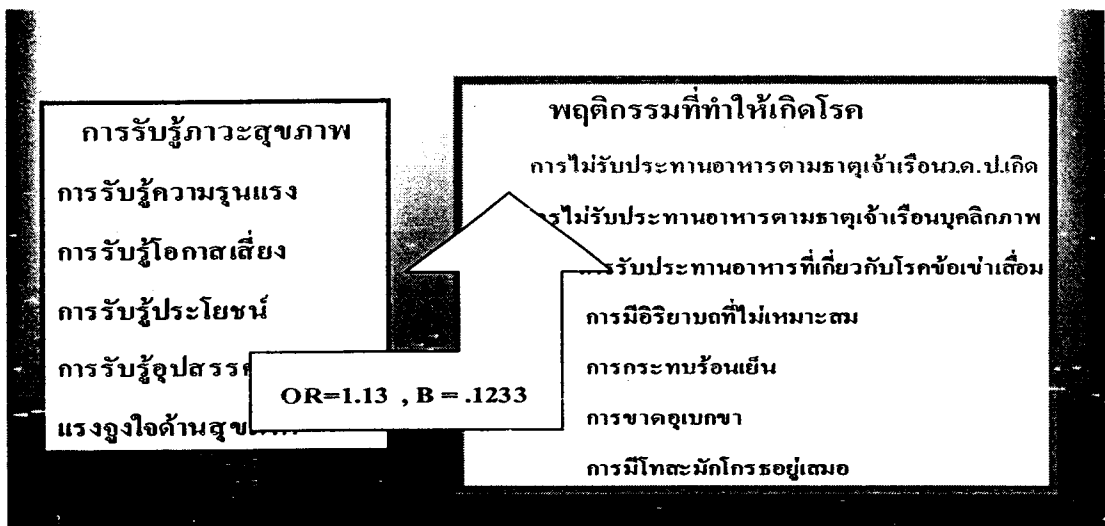 การรับรู้ภาวะสุขภาพ
การรับรู้ความรุนแรง
การรับรู้โอกาสเสี่ยง
การรับรู้ประโยชน์
การรับรู้อุปสรรค
แรงจูงใจด้าน
OR=1.13 , B = .1233
พฤติกรรมที่ทำให้เกิดโรค
การไม่รับประทานอาหารตามธาตุเจ้าเรือนว.ด.ป.เกิด
การไม่รับประทานอาหารตามธาตุเจ้าเรือนบุคลิกภาพ
การรับประทานอาหารที่เกี่ยวกับโรคข้อเข่าเสื่อม
การมีอิริยาบถที่ไม่เหมาะสม
การกระทบร้อนเย็น
การขาดอุเบกขา
การมีโทสะมักโกรธอยู่เสมอ